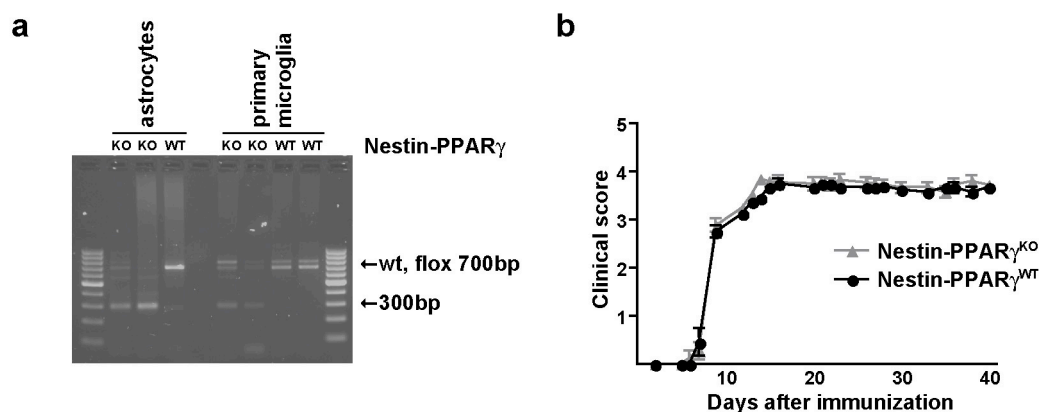 a
astrocytes
primary
microglia
KO KO WT KO KO WT WT
Nestin-PPARγ
←wt, flox 700bp
←300bp
b
Clinical score
5
4
3
2
1
Nestin-PPARγKO
Nestin-PPARγWT
10 20 30 40
Days after immunization